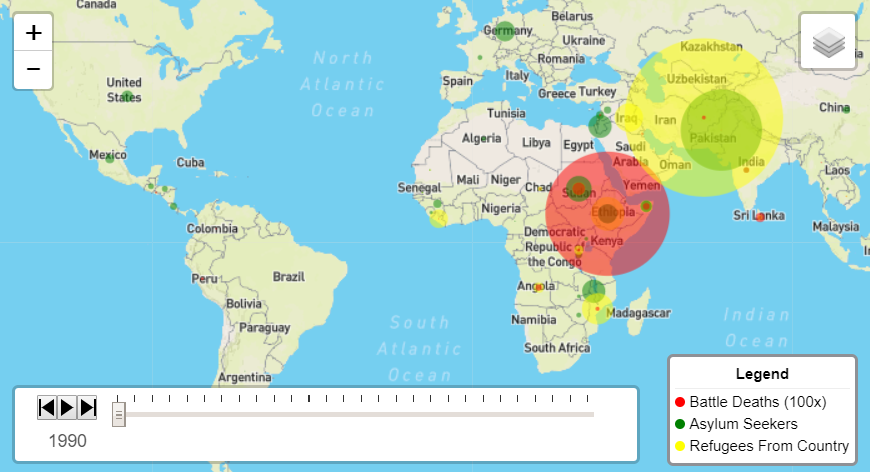 Canada
Belarus
Germany
Ukraine
Kazakhstan
Romania
North
Atlantic
Ocean
United
States
Spain
Italy
Greece
Turkey
Uzbekistan
China
Tunisia
Iraq
Iran
Pakistan
Algeria
Libya
Egypt
Saudi
Arabia
Oman
India
Mexico
Cuba
Laos
Senegal
Mali
Niger
Chad
Sudan
Yemen
Nigeria
Ethiopia
Sri Lanka
Colombia
Malaysia
Democratic
Republic of
the Congo
Kenya
Peru
Brazil
Angola
Bolivia
Namibia
Madagascar
Paraguay
South
Atlantic
Ocean
Indian
Ocean
South Africa
Argentina
+
−
1990
Legend
Battle Deaths (100x)
Asylum Seekers
Refugees From Country